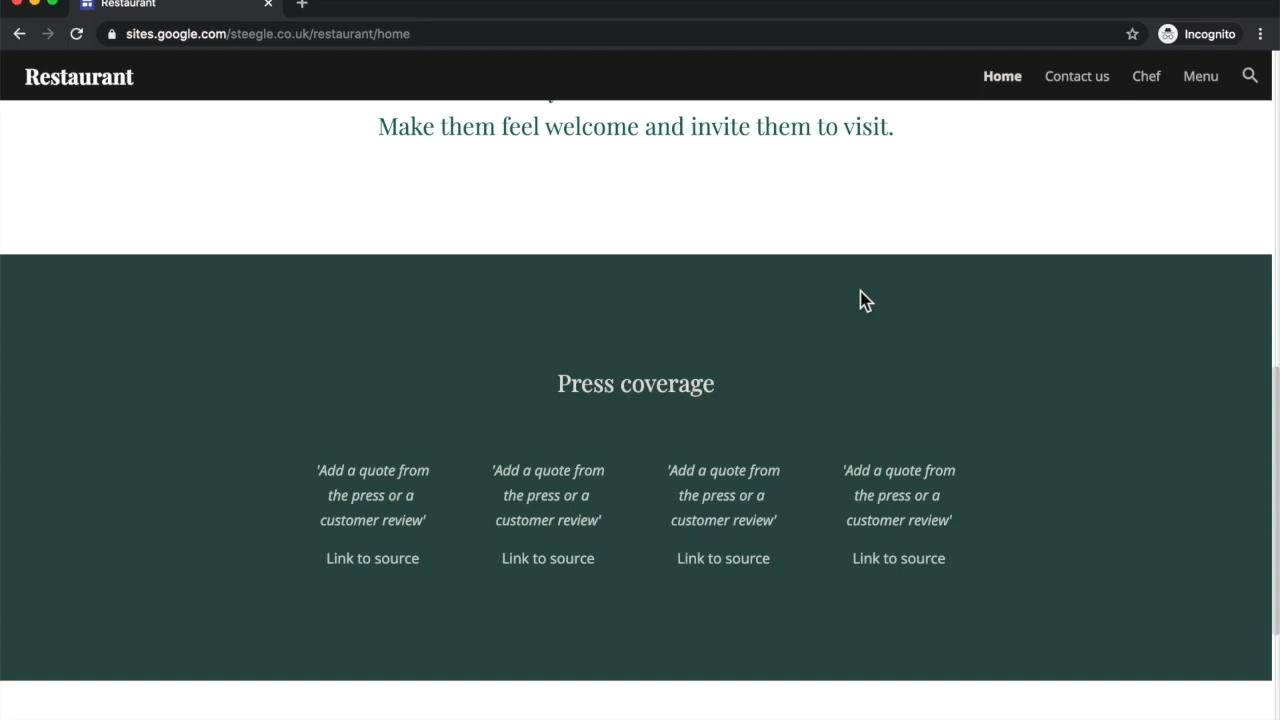 Restaurant
sites.google.com/steegle.co.uk/restaurant/home
Incognito
Restaurant
Home Contact us Chef Menu
Make them feel welcome and invite them to visit.
Press coverage
'Add a quote from 'Add a quote from 'Add a quote from 'Add a quote from
the press or a the press or a the press or a the press or a
customer review' customer review' customer review' customer review'
Link to source Link to source Link to source Link to source